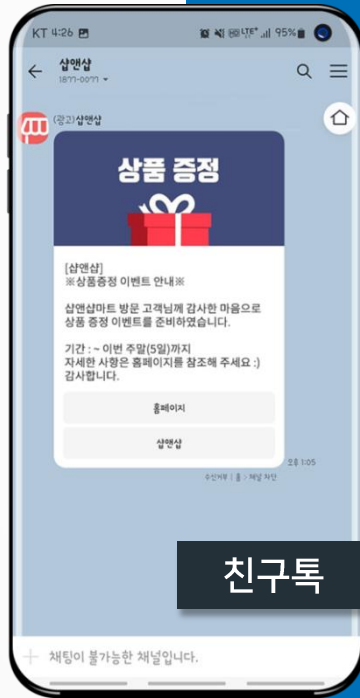 KT 4:26
95%
샵앤샵
1877-0077
(광고)샵앤샵
상품 증정
[샵앤샵]
※상품증정 이벤트 안내※
샵앤샵마트 방문 고객님께 감사한 마음으로
상품 증정 이벤트를 준비하였습니다.
기간 : ~ 이번 주말(5일)까지
자세한 사항은 홈페이지를 참조해 주세요 :)
감사합니다.
홈페이지
샵앤샵
오후 1:05
수신거부 | 홈 > 채널 차단
친구톡
채팅이 불가능한 채널입니다.